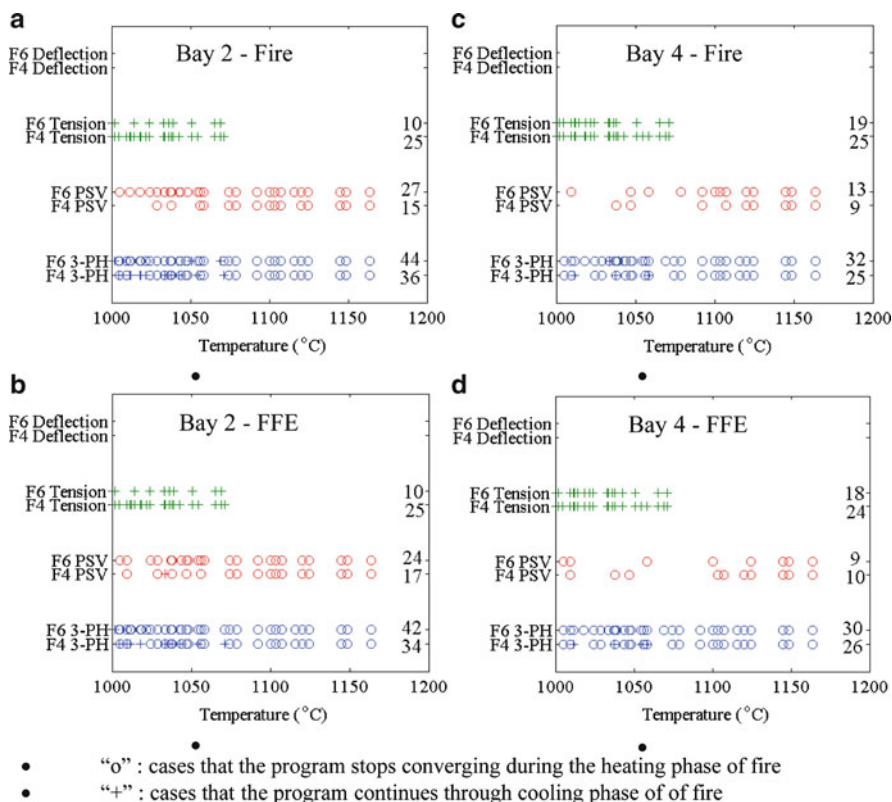 a
Bay 2 - Fire
F6 Deflection
F4 Deflection
F6 Tension 10
F4 Tension 25
F6 PSV 27
F4 PSV 15
F6 3-PH 44
F4 3-PH 36
1000 1050 1100 1150 1200
Temperature (°C)
c
Bay 4 - Fire
F6 Deflection
F4 Deflection
F6 Tension 19
F4 Tension 25
F6 PSV 13
F4 PSV 9
F6 3-PH 32
F4 3-PH 25
1000 1050 1100 1150 1200
Temperature (°C)
b
Bay 2 - FFE
F6 Deflection
F4 Deflection
F6 Tension 10
F4 Tension 25
F6 PSV 24
F4 PSV 17
F6 3-PH 42
F4 3-PH 34
1000 1050 1100 1150 1200
Temperature (°C)
d
Bay 4 - FFE
F6 Deflection
F4 Deflection
F6 Tension 18
F4 Tension 24
F6 PSV 9
F4 PSV 10
F6 3-PH 30
F4 3-PH 26
1000 1050 1100 1150 1200
Temperature (°C)
• “o” : cases that the program stops converging during the heating phase of fire
• “+” : cases that the program continues through cooling phase of of fire